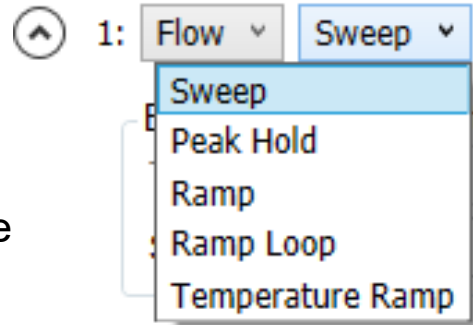 1: Flow Sweep
Sweep
Peak Hold
Ramp
e
Ramp Loop
Temperature Ramp